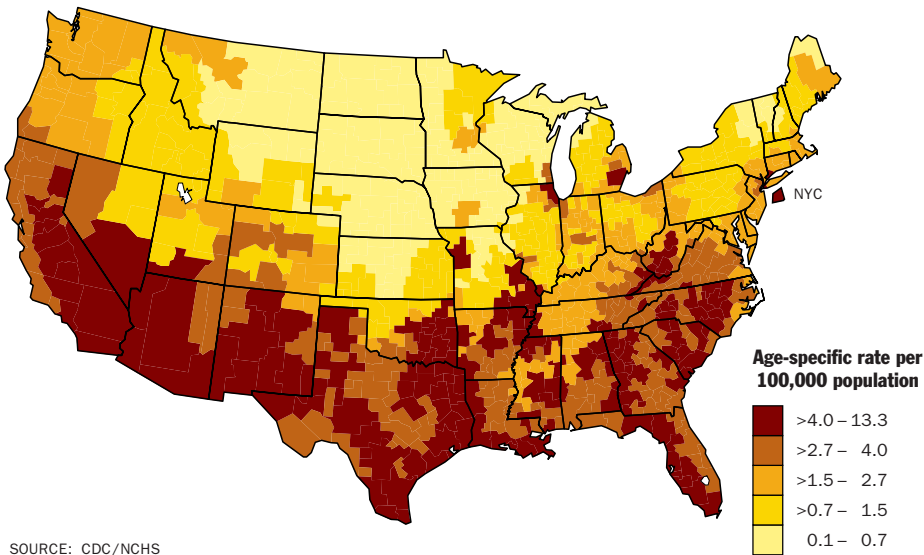 NYC
Age-specific rate per
100,000 population
>4.0 – 13.3
>2.7 – 4.0
>1.5 – 2.7
>0.7 – 1.5
0.1 – 0.7
SOURCE: CDC/NCHS